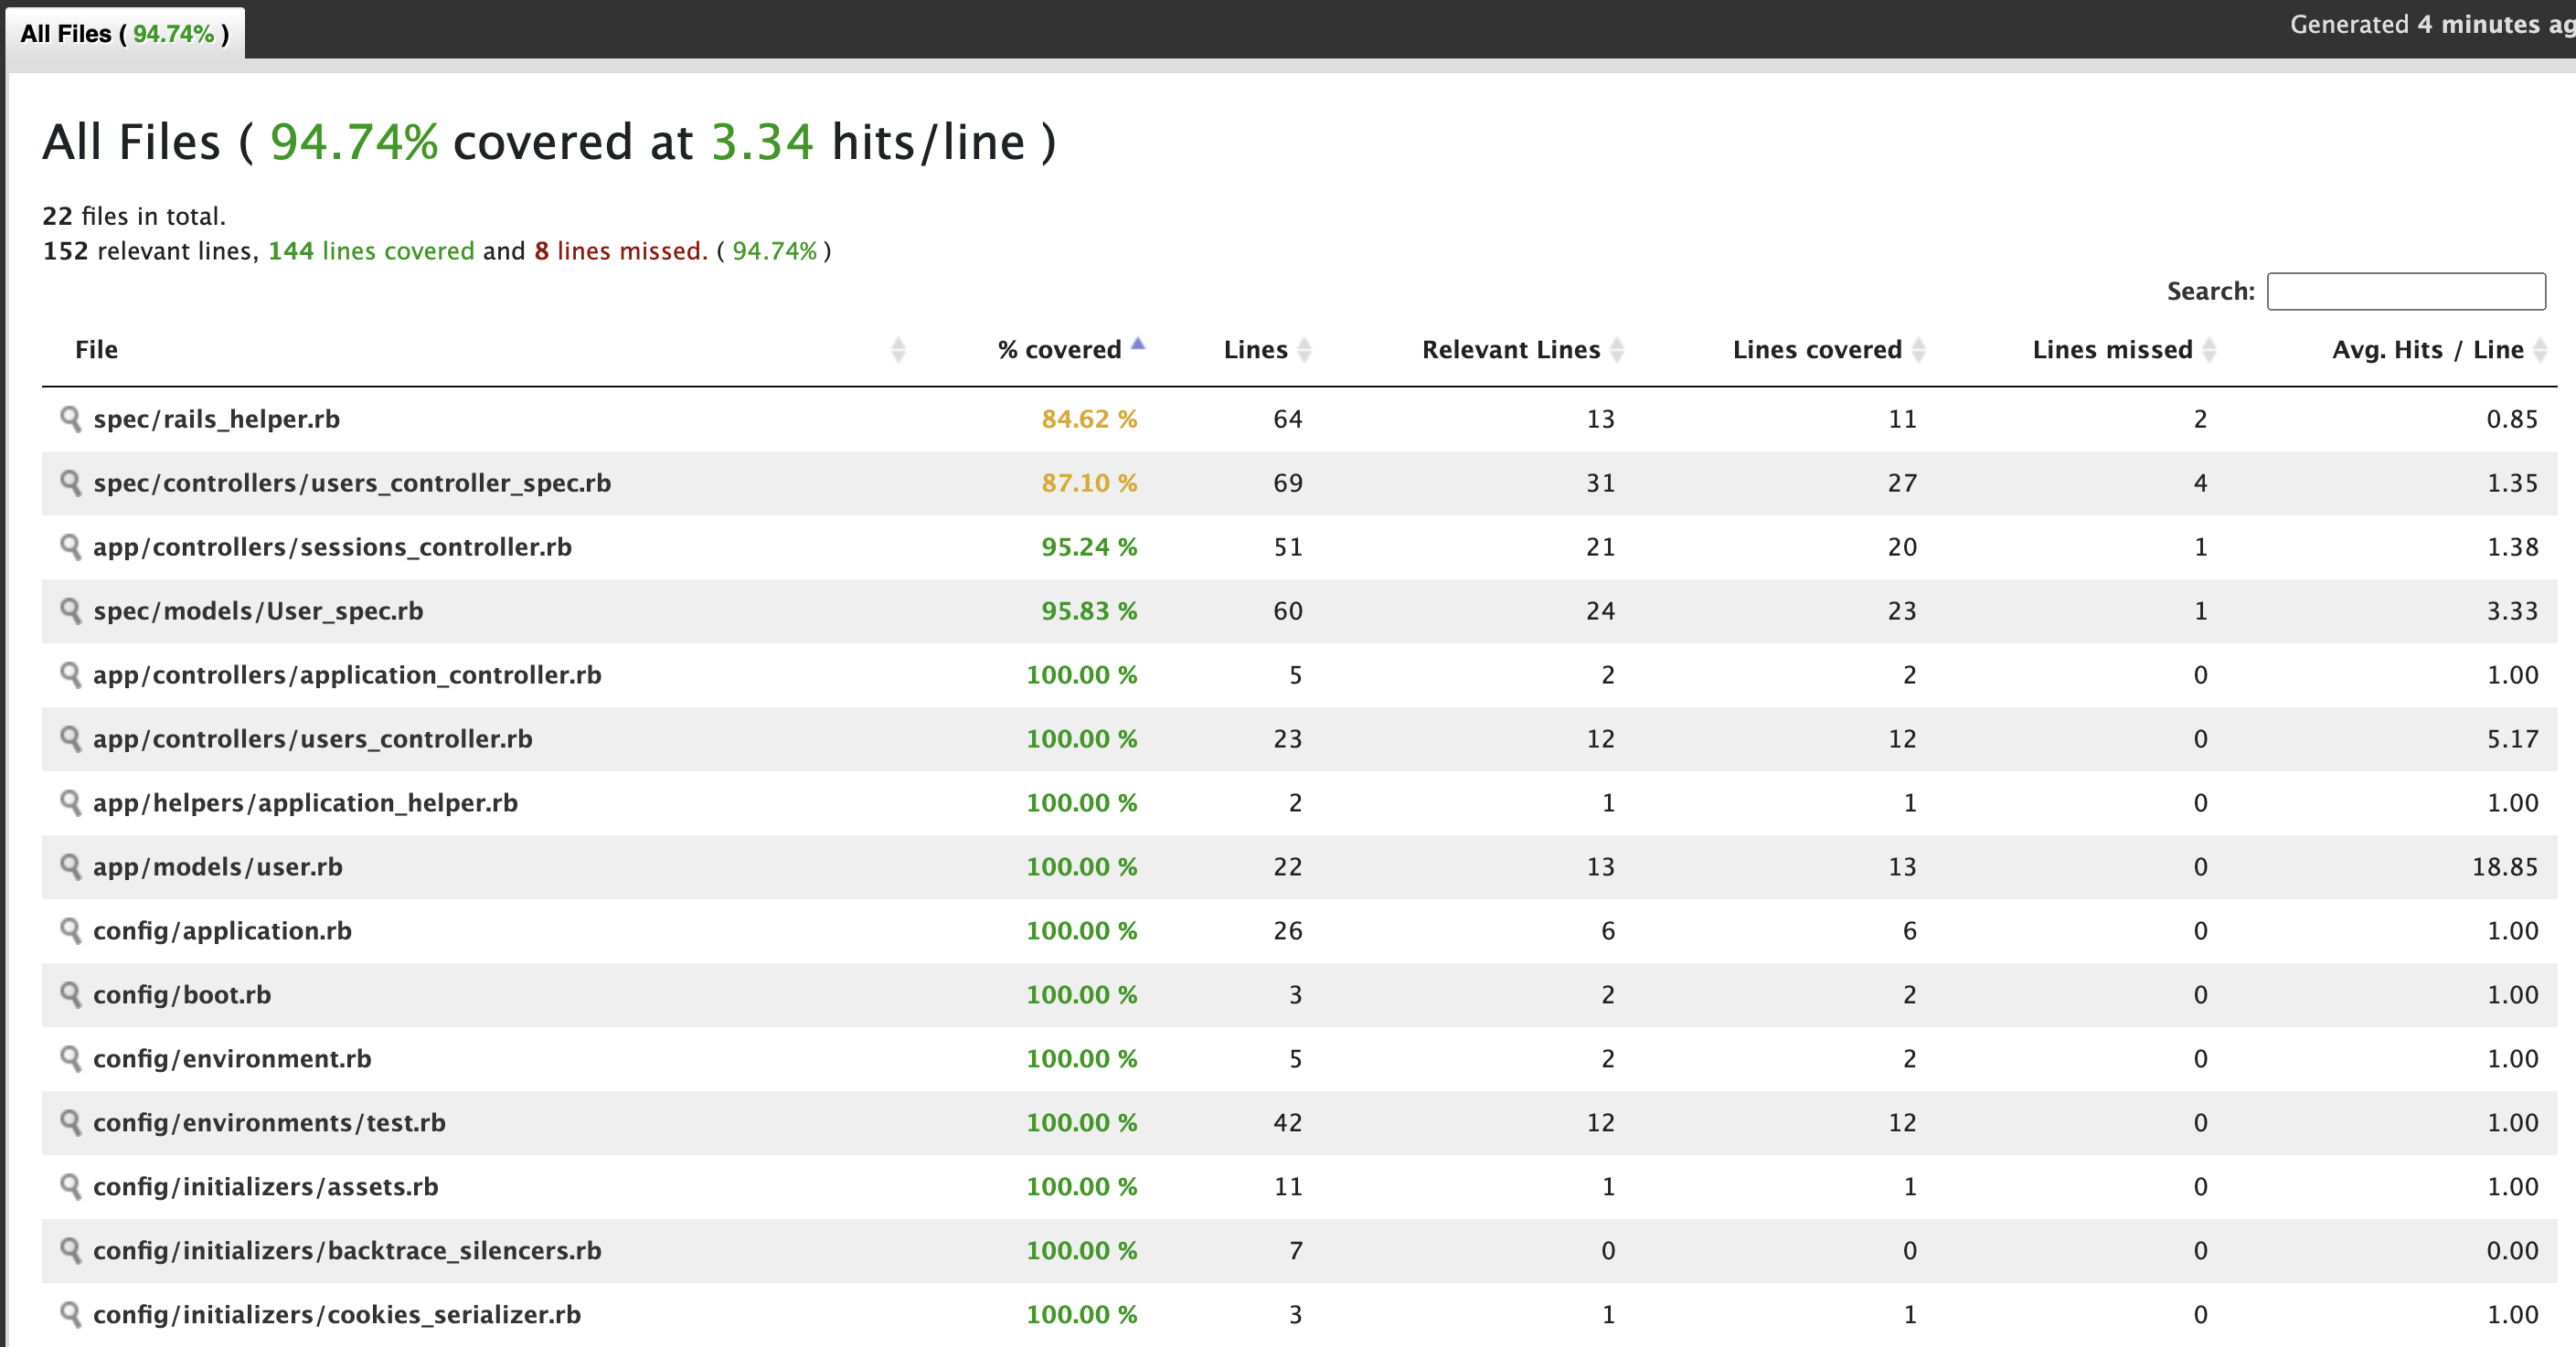 All Files ( 94.74% )
Generated 4 minutes ag
All Files ( 94.74% covered at 3.34 hits/line )
22 files in total.
152 relevant lines, 144 lines covered and 8 lines missed. ( 94.74% )
Search:
File % covered Lines Relevant Lines Lines covered Lines missed Avg. Hits / Line
spec/rails_helper.rb 84.62 % 64 13 11 2 0.85
spec/controllers/users_controller_spec.rb 87.10 % 69 31 27 4 1.35
app/controllers/sessions_controller.rb 95.24 % 51 21 20 1 1.38
spec/models/User_spec.rb 95.83 % 60 24 23 1 3.33
app/controllers/application_controller.rb 100.00 % 5 2 2 0 1.00
app/controllers/users_controller.rb 100.00 % 23 12 12 0 5.17
app/helpers/application_helper.rb 100.00 % 2 1 1 0 1.00
app/models/user.rb 100.00 % 22 13 13 0 18.85
config/application.rb 100.00 % 26 6 6 0 1.00
config/boot.rb 100.00 % 3 2 2 0 1.00
config/environment.rb 100.00 % 5 2 2 0 1.00
config/environments/test.rb 100.00 % 42 12 12 0 1.00
config/initializers/assets.rb 100.00 % 11 1 1 0 1.00
config/initializers/backtrace_silencers.rb 100.00 % 7 0 0 0 0.00
config/initializers/cookies_serializer.rb 100.00 % 3 1 1 0 1.00